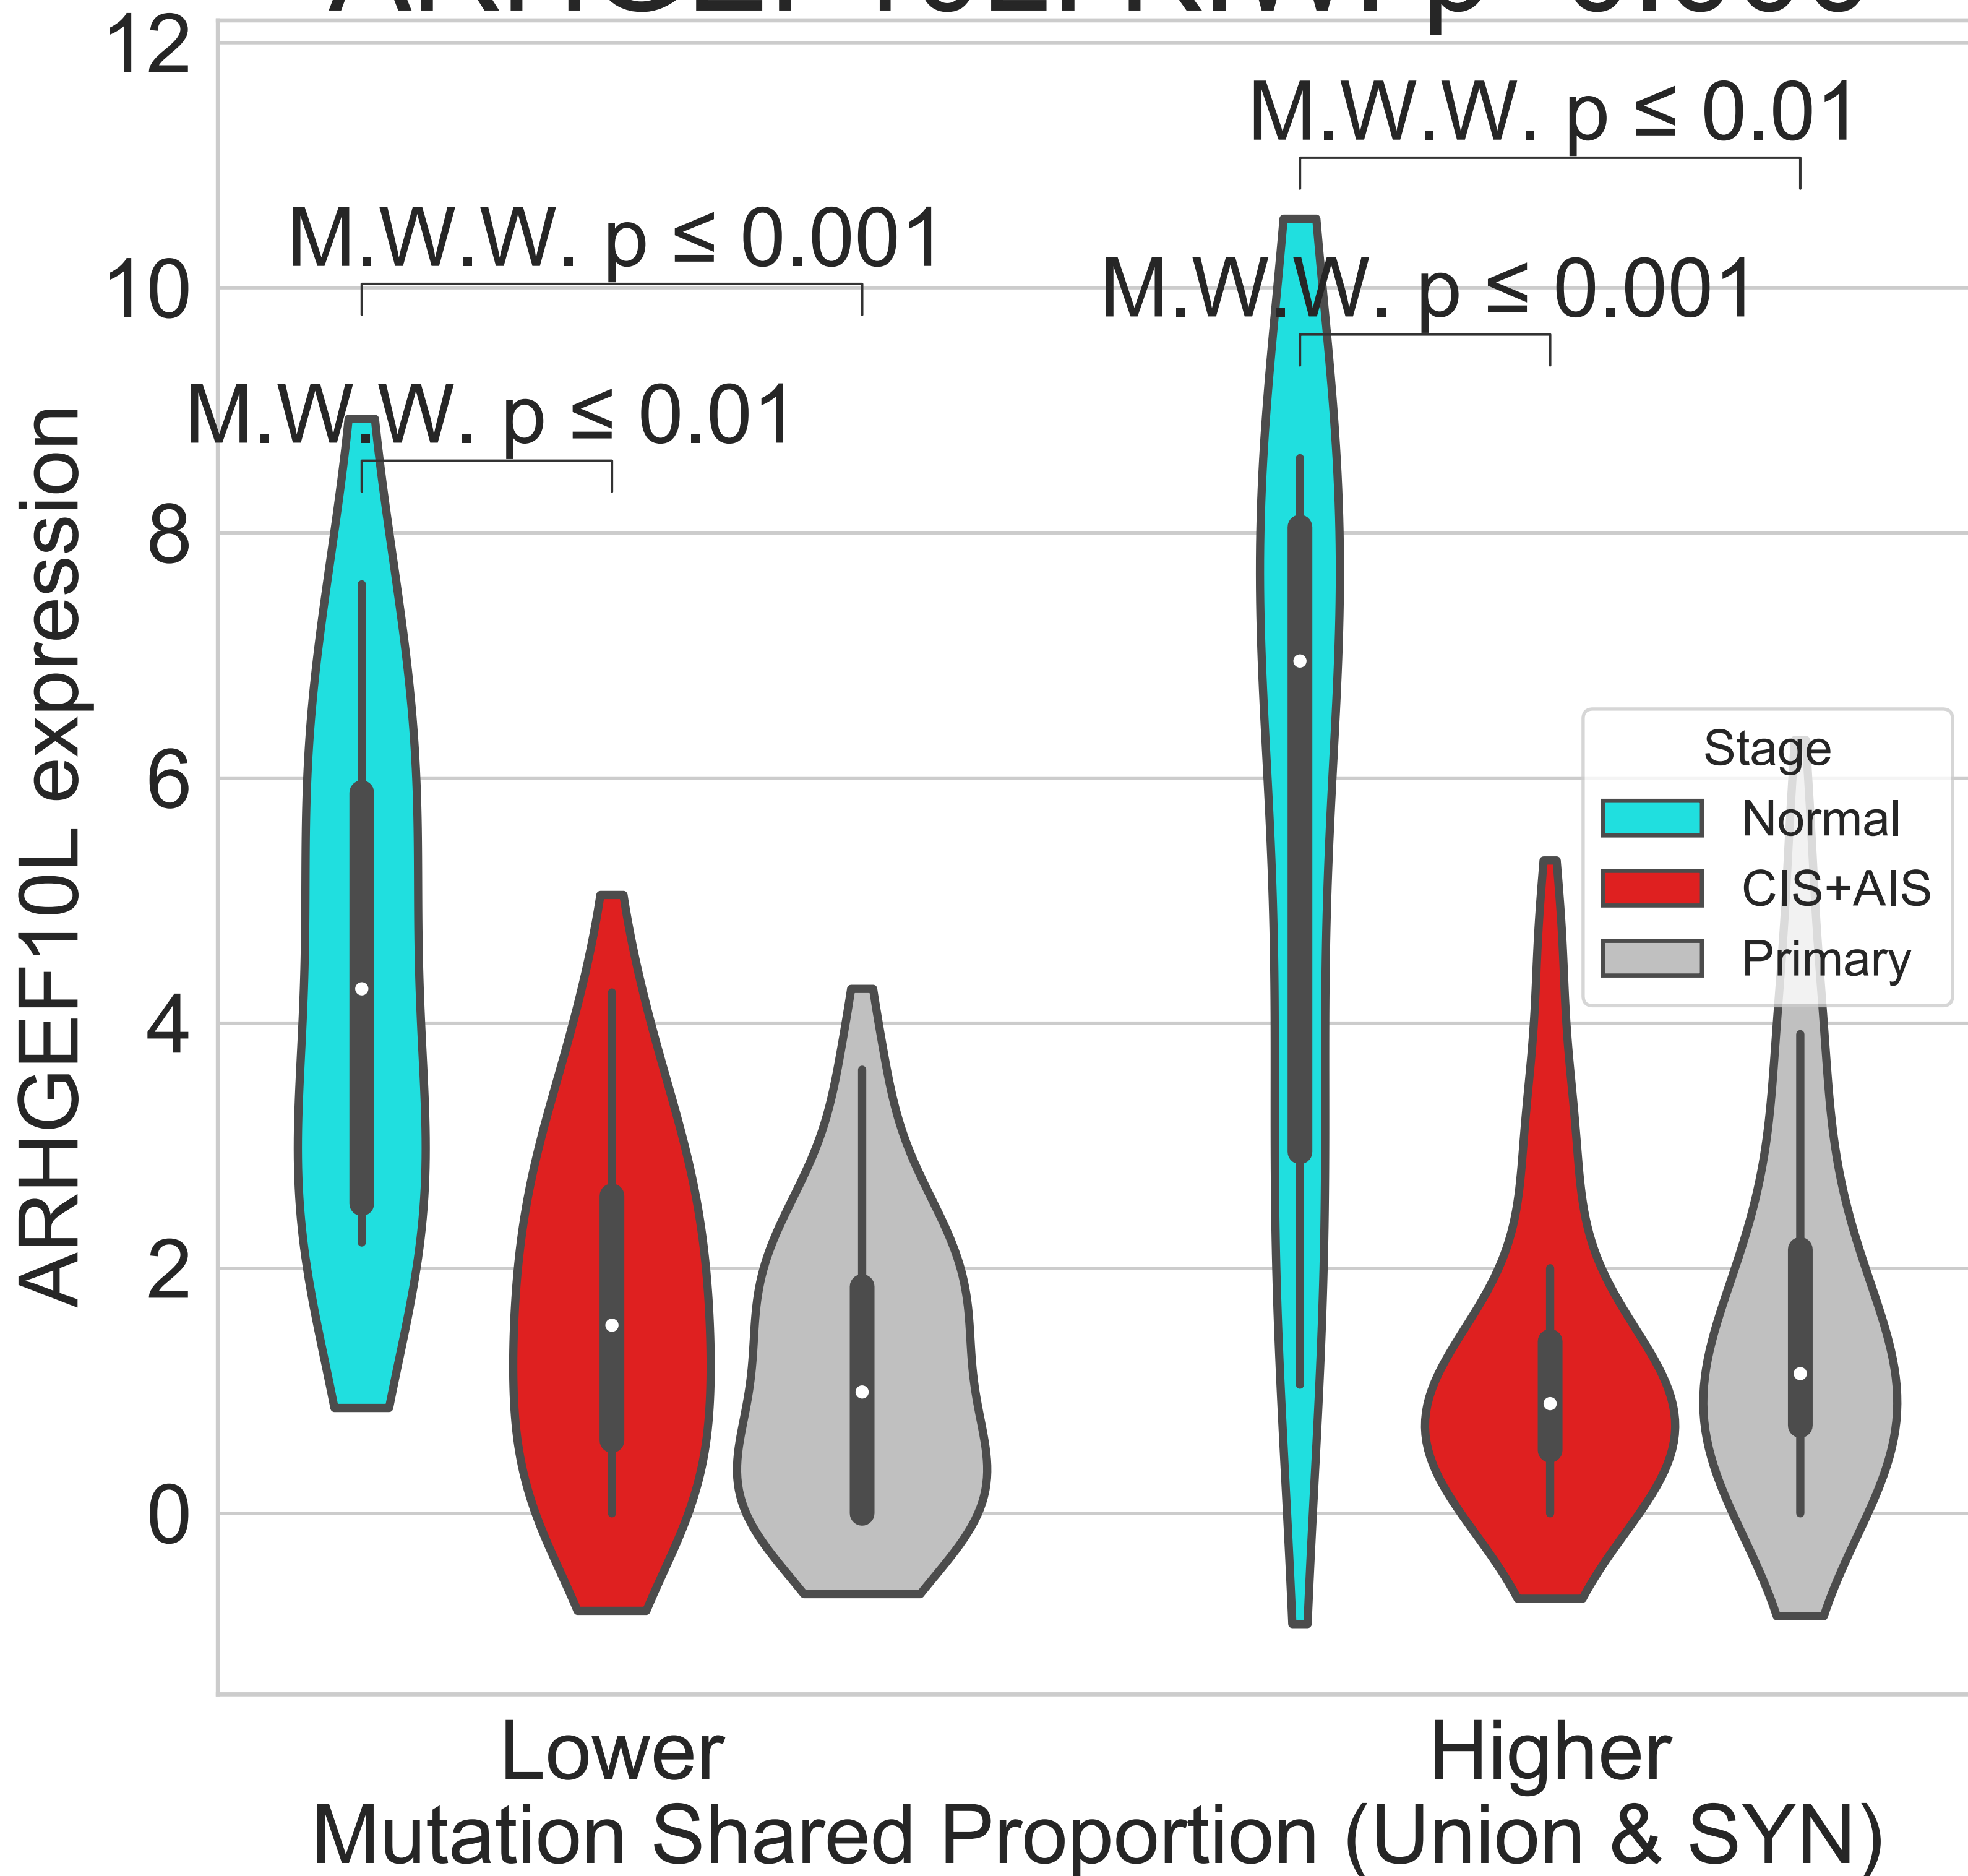 12
M.W.W. p ≤ 0.01
M.W.W. p ≤ 0.001
10
M.W.W. p ≤ 0.001
M.W.W. p ≤ 0.01
8
6
4
2
0
ARHGEF10L expression
Stage
Normal
CIS+AIS
Primary
Lower
Higher
Mutation Shared Proportion (Union & SYN)